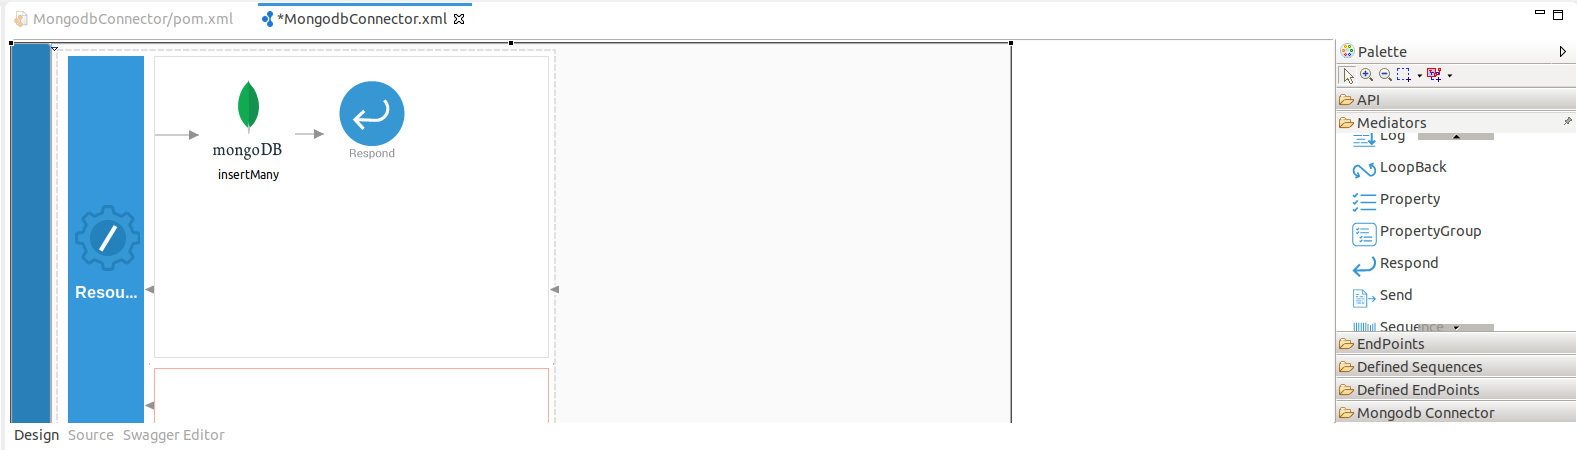 MongodbConnector/pom.xml
*MongodbConnector.xml
Palette
API
Mediators
Log
LoopBack
Property
PropertyGroup
Respond
Send
Sequence
EndPoints
Defined Sequences
Defined EndPoints
Mongodb Connector
mongoDB
insertMany
Respond
Resou...
Design Source Swagger Editor